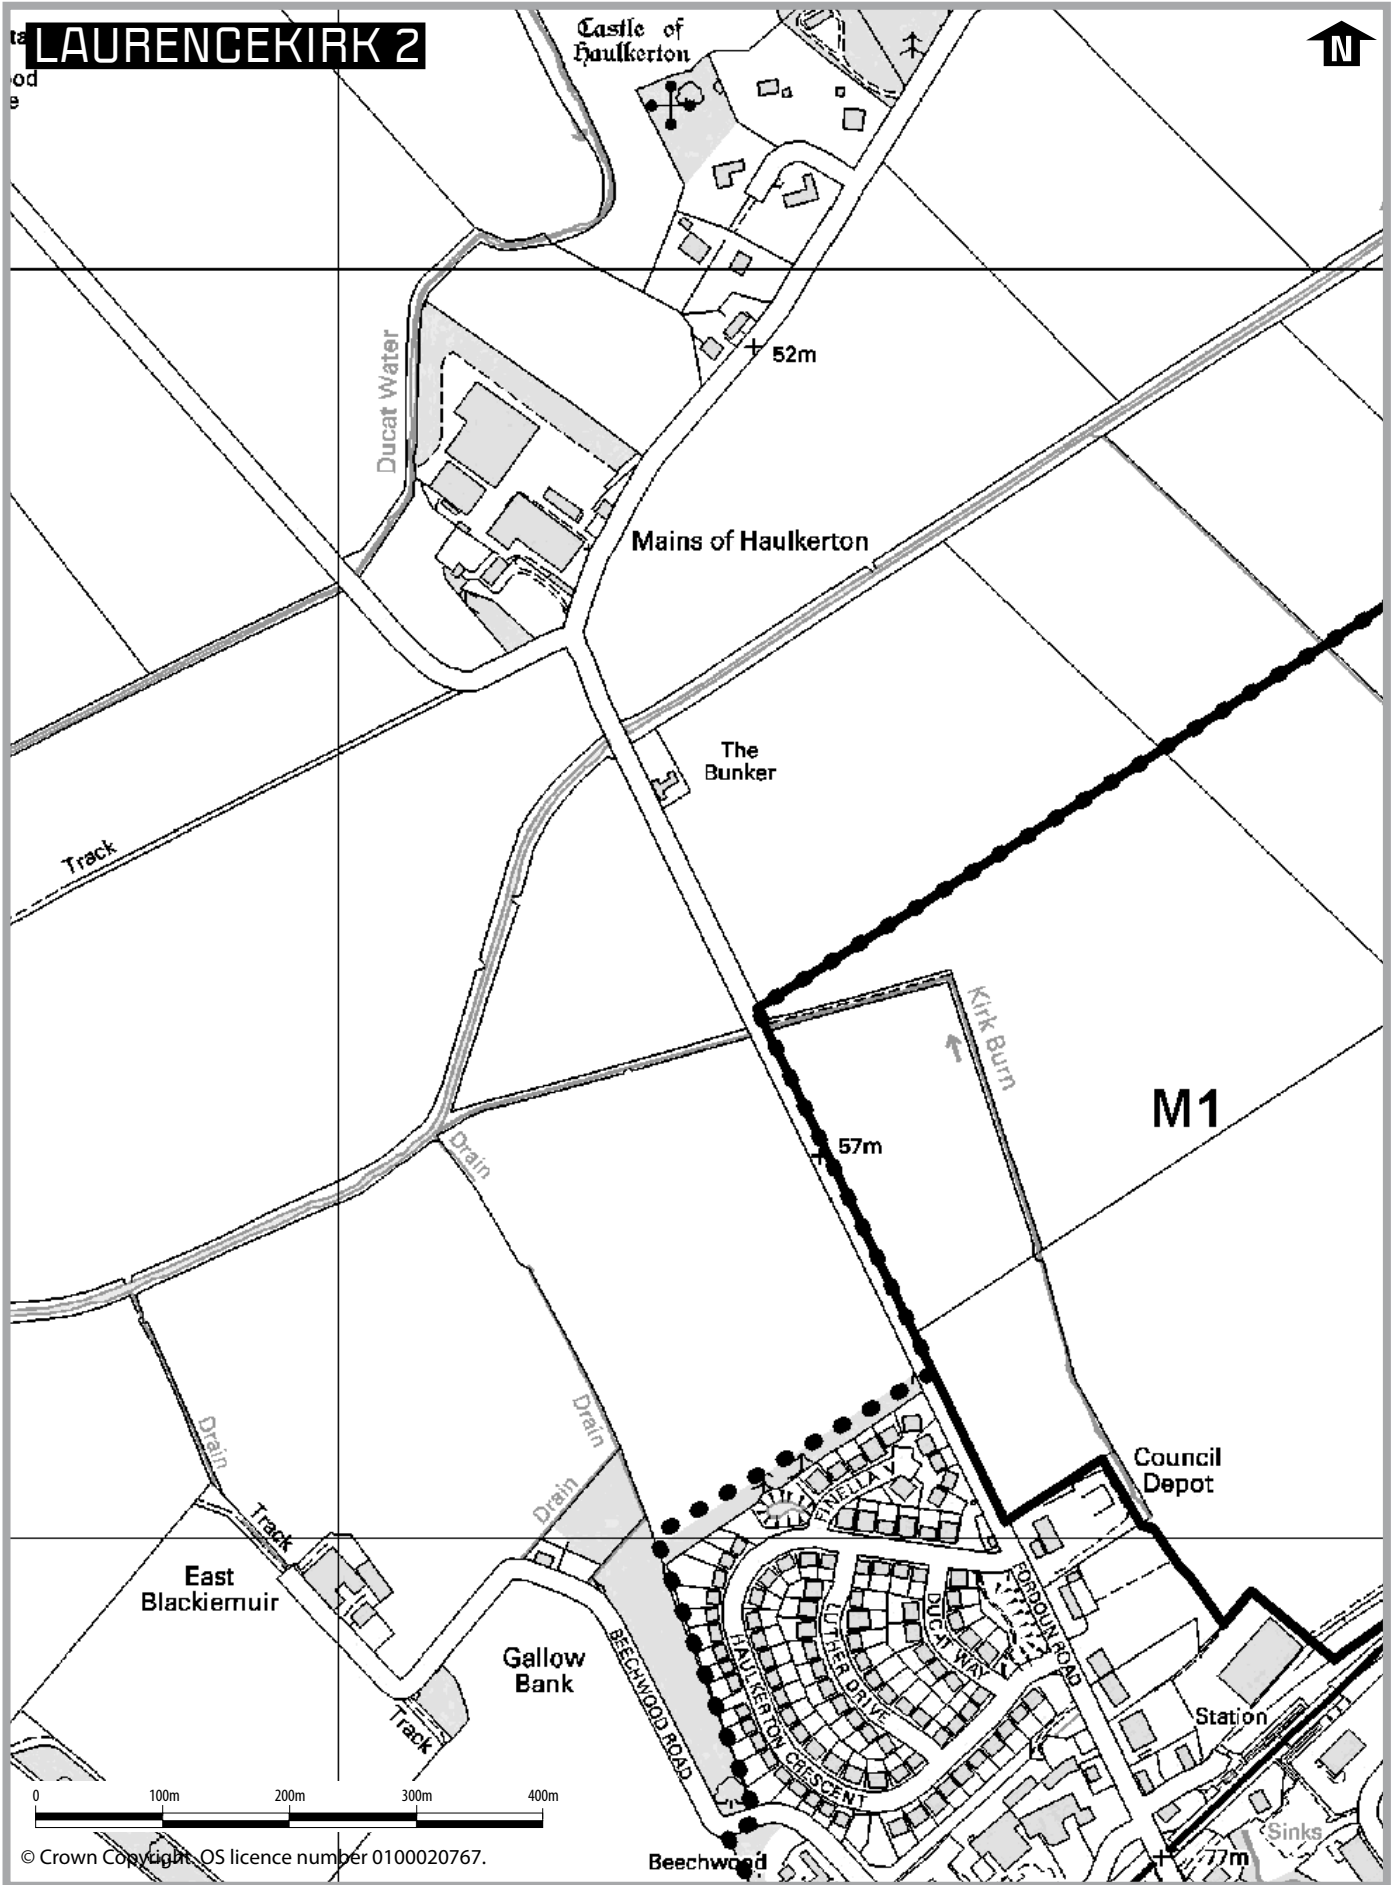 LAURENCEKIRK 2
Castle of
Haulkerton
N
ood
e
52m
Ducat Water
Mains of Haulkerton
The
Bunker
Track
Kirk Burn
M1
57m
Drain
Drain
Drain
Drain
Council
Depot
FINELLA
Track
East
Blackiemuir
Gallow
Bank
BEECHWOOD ROAD
HAULKERTON CRESCENT
LUTHER DRIVE
DUCAT WAY
FORDOUN ROAD
Station
Track
0 100m 200m 300m 400m
Sinks
77m
Beechwood
© Crown Copyright. OS licence number 0100020767.